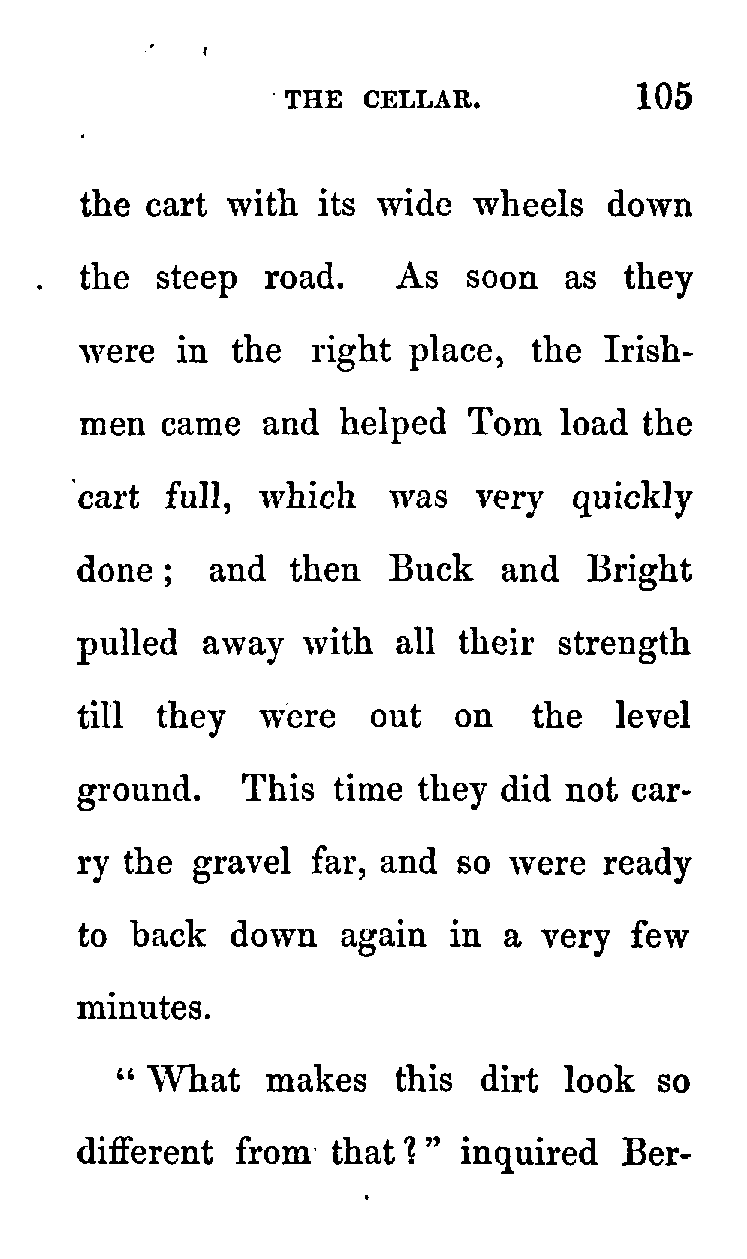 THE CELLAR. 105
the cart with its wide wheels down
the steep road. As soon as they
were in the right place, the Irish-
men came and helped Tom load the
cart full, which was very quickly
done; and then Buck and Bright
pulled away with all their strength
till they were out on the level
ground. This time they did not car-
ry the gravel far, and so were ready
to back down again in a very few
minutes.
"What makes this dirt look so
different from that?" inquired Ber-